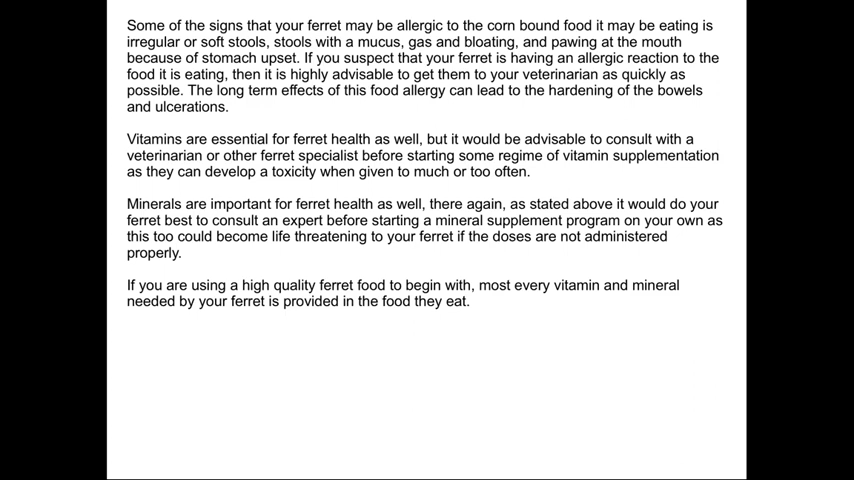 Some of the signs that your ferret may be allergic to the corn bound food it may be eating is
irregular or soft stools, stools with a mucus, gas and bloating, and pawing at the mouth
because of stomach upset. If you suspect that your ferret is having an allergic reaction to the
food it is eating, then it is highly advisable to get them to your veterinarian as quickly as
possible. The long term effects of this food allergy can lead to the hardening of the bowels
and ulcerations.
Vitamins are essential for ferret health as well, but it would be advisable to consult with a
veterinarian or other ferret specialist before starting some regime of vitamin supplementation
as they can develop a toxicity when given to much or too often.
Minerals are important for ferret health as well, there again, as stated above it would do your
ferret best to consult an expert before starting a mineral supplement program on your own as
this too could become life threatening to your ferret if the doses are not administered
properly.
If you are using a high quality ferret food to begin with, most every vitamin and mineral
needed by your ferret is provided in the food they eat.